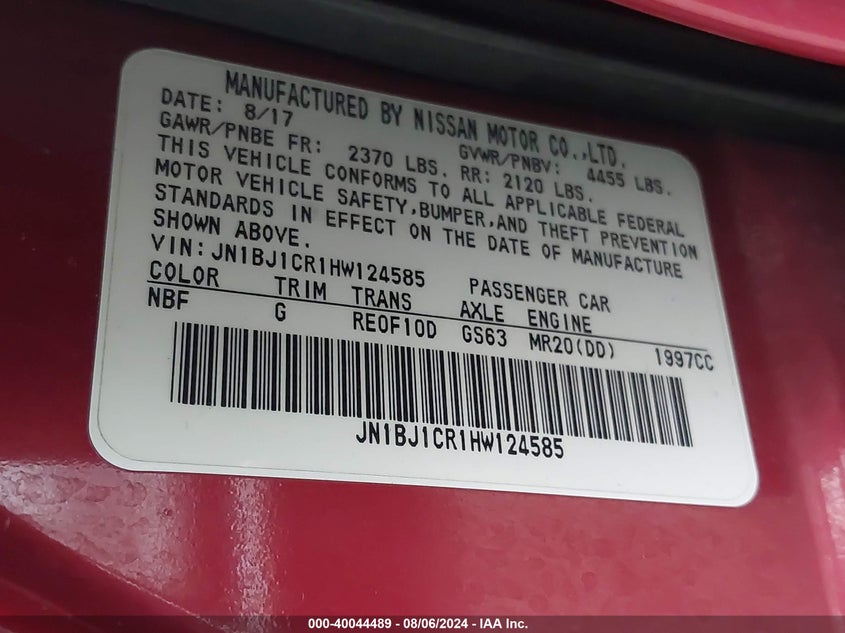 MANUFACTURED BY NISSAN MOTOR CO.,LTD.
DATE: 8/17 GVWR/PNBV: 4455 LBS.
GAWR/PNBE FR: 2370 LBS. RR: 2120 LBS.
THIS VEHICLE CONFORMS TO ALL APPLICABLE FEDERAL
MOTOR VEHICLE SAFETY,BUMPER,AND THEFT PREVENTION
STANDARDS IN EFFECT ON THE DATE OF MANUFACTURE
SHOWN ABOVE.
VIN:JN1BJ1CR1HW124585 PASSENGER CAR
COLOR TRIM TRANS AXLE ENGINE
NBF G RE0F10D GS63 MR20(DD) 1997CC
JN1BJ1CR1HW124585
000-40044489 - 08/06/2024 - IAA Inc.